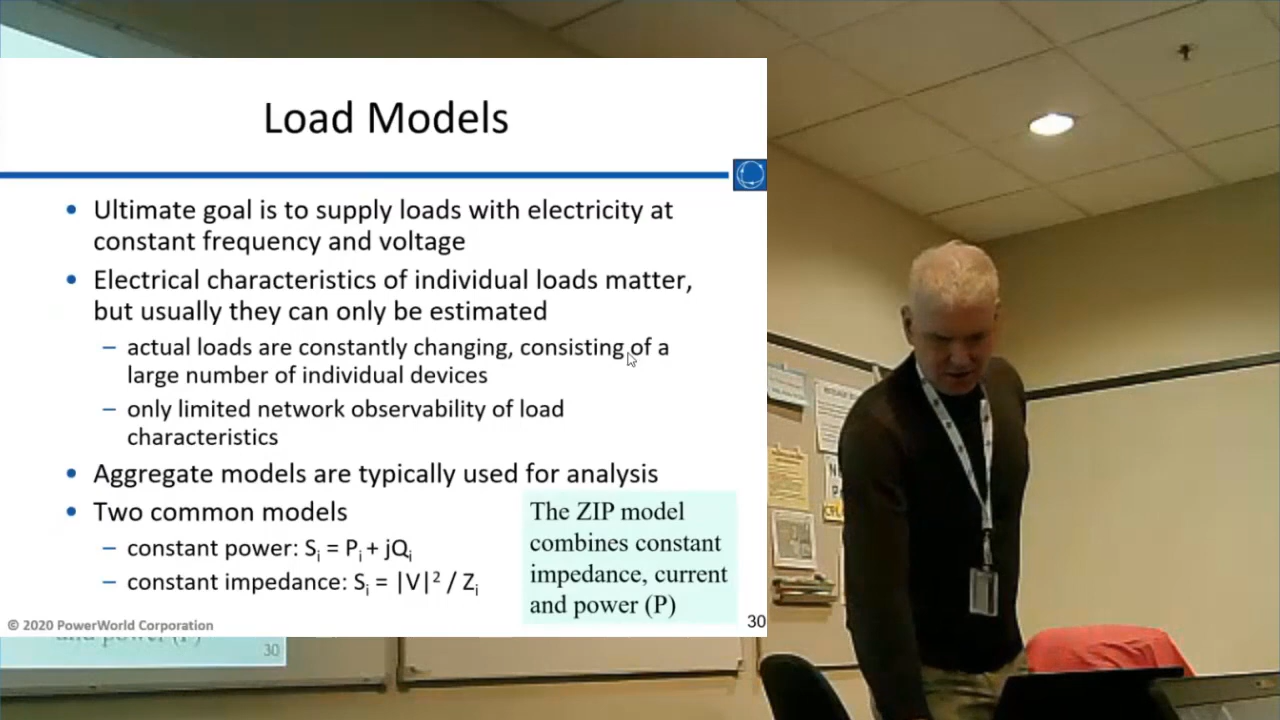 Load Models
• Ultimate goal is to supply loads with electricity at
constant frequency and voltage
• Electrical characteristics of individual loads matter,
but usually they can only be estimated
– actual loads are constantly changing, consisting of a
large number of individual devices
– only limited network observability of load
characteristics
• Aggregate models are typically used for analysis
• Two common models
– constant power: Sᵢ = Pᵢ + jQᵢ
– constant impedance: Sᵢ = |V|² / Zᵢ
The ZIP model
combines constant
impedance, current
and power (P)
© 2020 PowerWorld Corporation
30
and power (P)
30